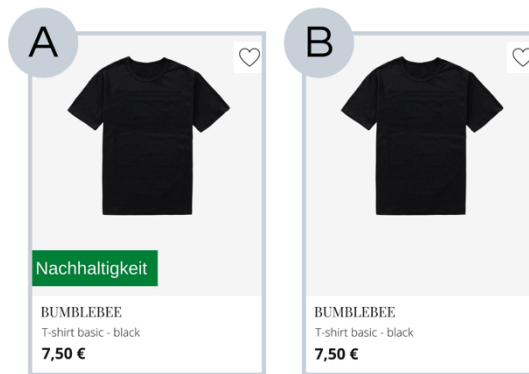 A
Nachhaltigkeit
BUMBLEBEE
T-shirt basic - black
7,50 €
B
BUMBLEBEE
T-shirt basic - black
7,50 €